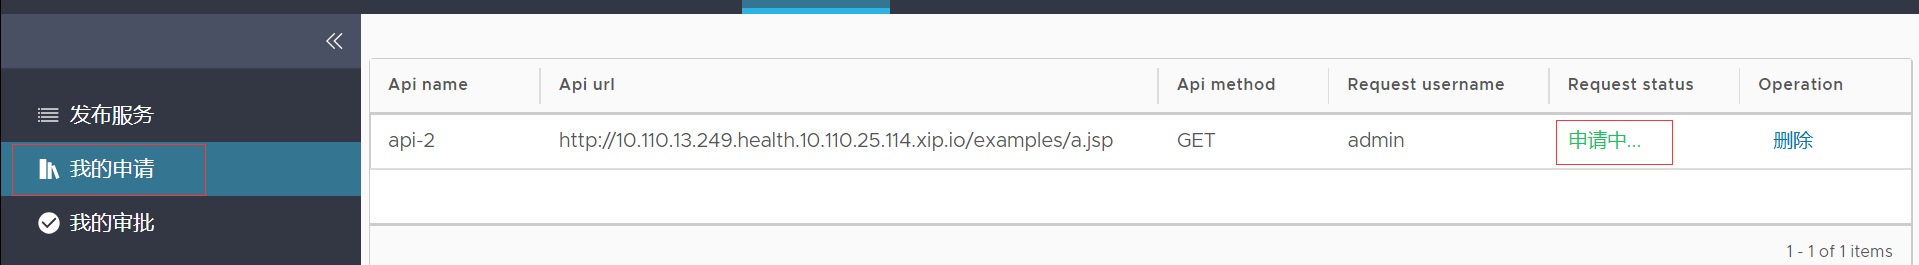 发布服务
我的申请
我的审批
Api name Api url Api method Request username Request status Operation
api-2 http://10.110.13.249.health.10.110.25.114.xip.io/examples/a.jsp GET admin 申请中... 删除
1 - 1 of 1 items